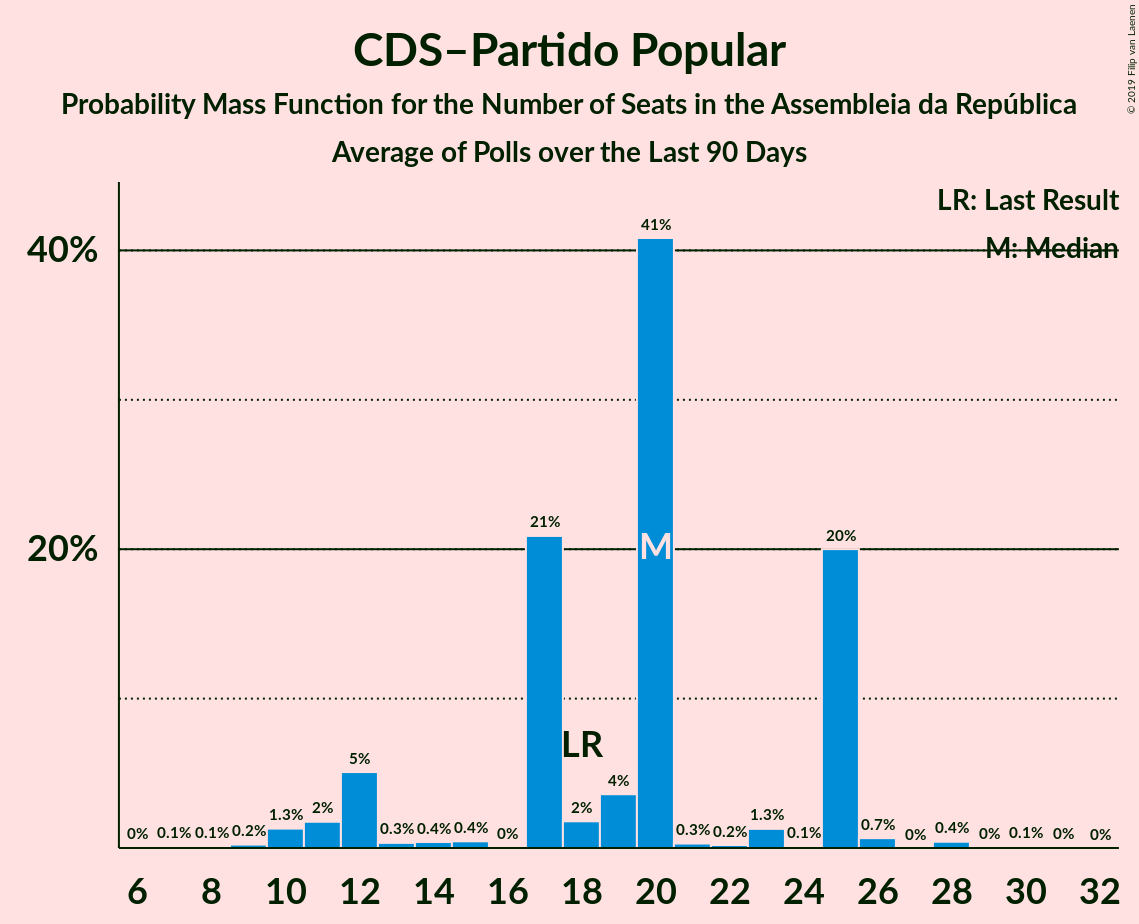 CDS–Partido Popular
Probability Mass Function for the Number of Seats in the Assembleia da República
Average of Polls over the Last 90 Days
© 2019 Filip van Laenen
LR: Last Result
M: Median
40%
20%
0% 0.1% 0.1% 0.2% 1.3% 2% 5% 0.3% 0.4% 0.4% 0% 21% 2% 4% 41% 0.3% 0.2% 1.3% 0.1% 20% 0.7% 0% 0.4% 0% 0.1% 0% 0%
M
LR
6 8 10 12 14 16 18 20 22 24 26 28 30 32